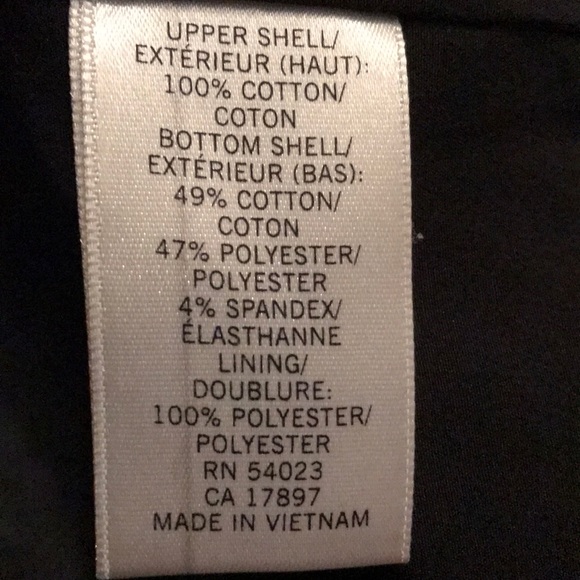 UPPER SHELL/
EXTÉRIEUR (HAUT):
100% COTTON/
COTON
BOTTOM SHELL/
EXTÉRIEUR (BAS):
49% COTTON/
COTON
47% POLYESTER/
POLYESTER
4% SPANDEX/
ÉLASTHANNE
LINING/
DOUBLURE:
100% POLYESTER/
POLYESTER
RN 54023
CA 17897
MADE IN VIETNAM